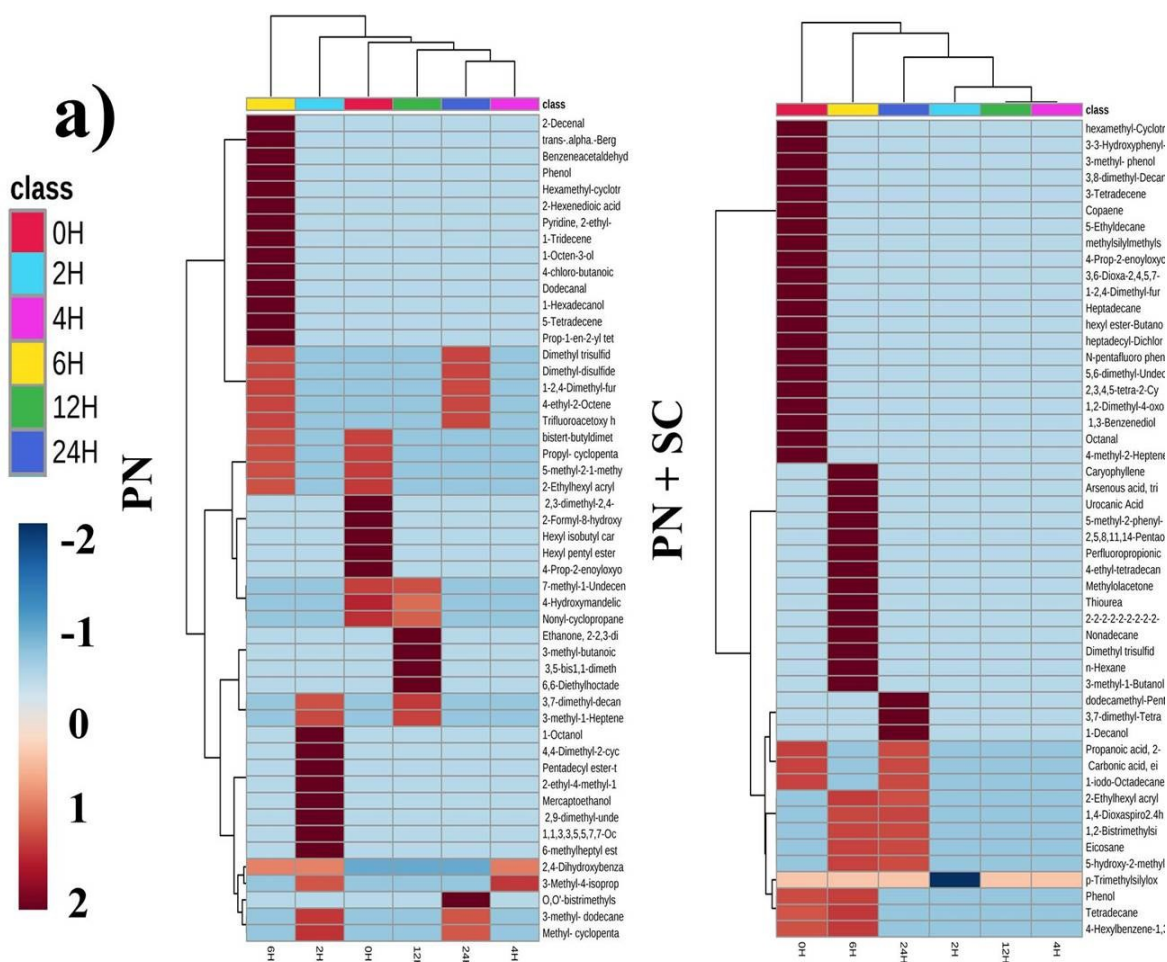 a)
class
0H
2H
4H
6H
12H
24H
-2
-1
0
1
2
PN
class
2-Decenal
trans-.alpha.-Berg
Benzeneacetaldehyd
Phenol
Hexamethyl-cyclotr
2-Hexenedioic acid
Pyridine, 2-ethyl-
1-Tridecene
1-Octen-3-ol
4-chloro-butanoic
Dodecanal
1-Hexadecanol
5-Tetradecene
Prop-1-en-2-yl tet
Dimethyl trisulfid
Dimethyl-disulfide
1-2,4-Dimethyl-fur
4-ethyl-2-Octene
Trifluoroacetoxy h
bistert-butyldimet
Propyl- cyclopenta
5-methyl-2-1-methy
2-Ethylhexyl acryl
2,3-dimethyl-2,4-
2-Formyl-8-hydroxy
Hexyl isobutyl car
Hexyl pentyl ester
4-Prop-2-enoyloxyo
7-methyl-1-Undecen
4-Hydroxymandelic
Nonyl-cyclopropane
Ethanone, 2-2,3-di
3-methyl-butanoic
3,5-bis1,1-dimeth
6,6-Diethylhoctade
3,7-dimethyl-decan
3-methyl-1-Heptene
1-Octanol
4,4-Dimethyl-2-cyc
Pentadecyl ester-t
2-ethyl-4-methyl-1
Mercaptoethanol
2,9-dimethyl-unde
1,1,3,3,5,5,7,7-Oc
6-methylheptyl est
2,4-Dihydroxybenza
3-Methyl-4-isoprop
O,O'-bistrimethyls
3-methyl- dodecane
Methyl- cyclopenta
6H
2H
0H
12H
24H
4H
PN + SC
class
hexamethyl-Cyclotr
3-3-Hydroxyphenyl-
3-methyl- phenol
3,8-dimethyl-Decan
3-Tetradecene
Copaene
5-Ethyldecane
methylsilylmethyls
4-Prop-2-enoyloxyc
3,6-Dioxa-2,4,5,7-
1-2,4-Dimethyl-fur
Heptadecane
hexyl ester-Butano
heptadecyl-Dichlor
N-pentafluoro phen
5,6-dimethyl-Undec
2,3,4,5-tetra-2-Cy
1,2-Dimethyl-4-oxo
1,3-Benzenediol
Octanal
4-methyl-2-Heptene
Caryophyllene
Arsenous acid, tri
Urocanic Acid
5-methyl-2-phenyl-
2,5,8,11,14-Pentao
Perfluoropropionic
4-ethyl-tetradecan
Methylolacetone
Thiourea
2-2-2-2-2-2-2-2-2-
Nonadecane
Dimethyl trisulfid
n-Hexane
3-methyl-1-Butanol
dodecamethyl-Pent
3,7-dimethyl-Tetra
1-Decanol
Propanoic acid, 2-
Carbonic acid, ei
1-iodo-Octadecane
2-Ethylhexyl acryl
1,4-Dioxaspiro2.4h
1,2-Bistrimethylsi
Eicosane
5-hydroxy-2-methyl
p-Trimethylsilylox
Phenol
Tetradecane
4-Hexylbenzene-1,3
0H
6H
24H
2H
12H
4H